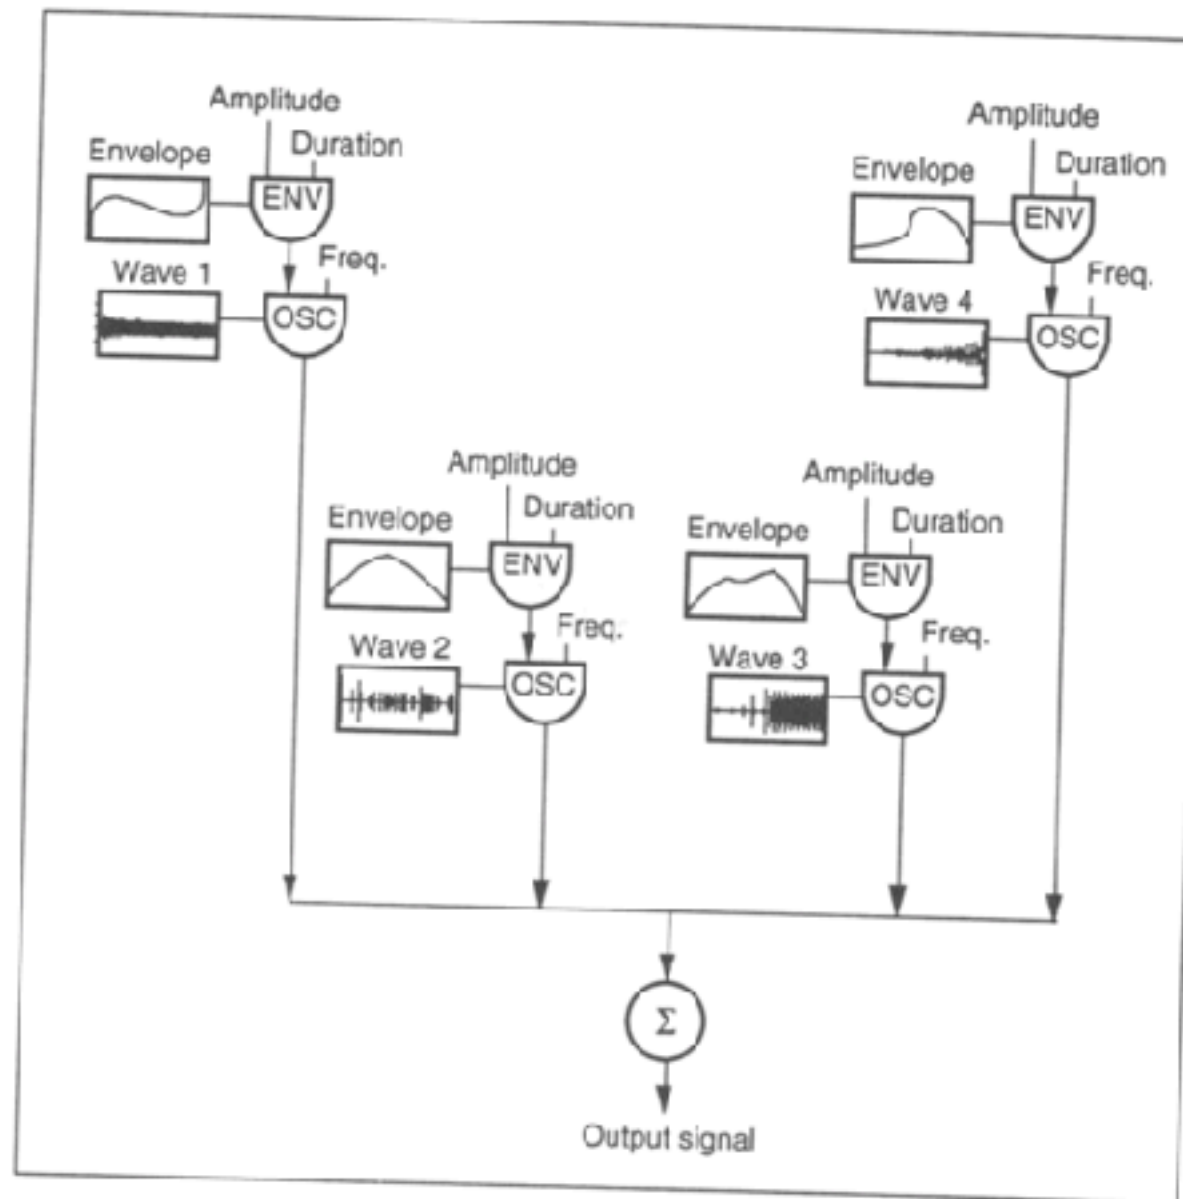 Amplitude
Duration
Envelope
ENV
Freq.
Wave 1
OSC
Amplitude
Duration
Envelope
ENV
Freq.
Wave 4
OSC
Amplitude
Duration
Envelope
ENV
Freq.
Wave 2
OSC
Amplitude
Duration
Envelope
ENV
Freq.
Wave 3
OSC
Σ
Output signal